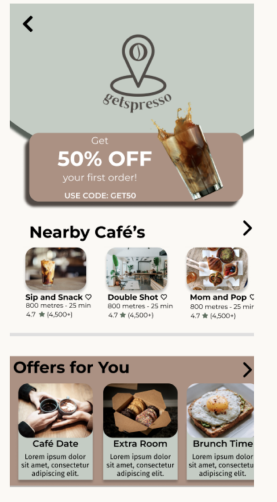 getspresso
Get
50% OFF
your first order!
USE CODE: GET50
Nearby Café's
Sip and Snack
800 metres - 25 min
4.7 ★ (4,500+)
Double Shot
800 metres - 25 min
4.7 ★ (4,500+)
Mom and Pop
800 metres - 25 min
4.7 ★ (4,500+)
Offers for You
Café Date
Lorem ipsum dolor
sit amet, consectetur
adipiscing elit.
Extra Room
Lorem ipsum dolor
sit amet, consectetur
adipiscing elit.
Brunch Time
Lorem ipsum dolor
sit amet, consectetu
adipiscing elit.